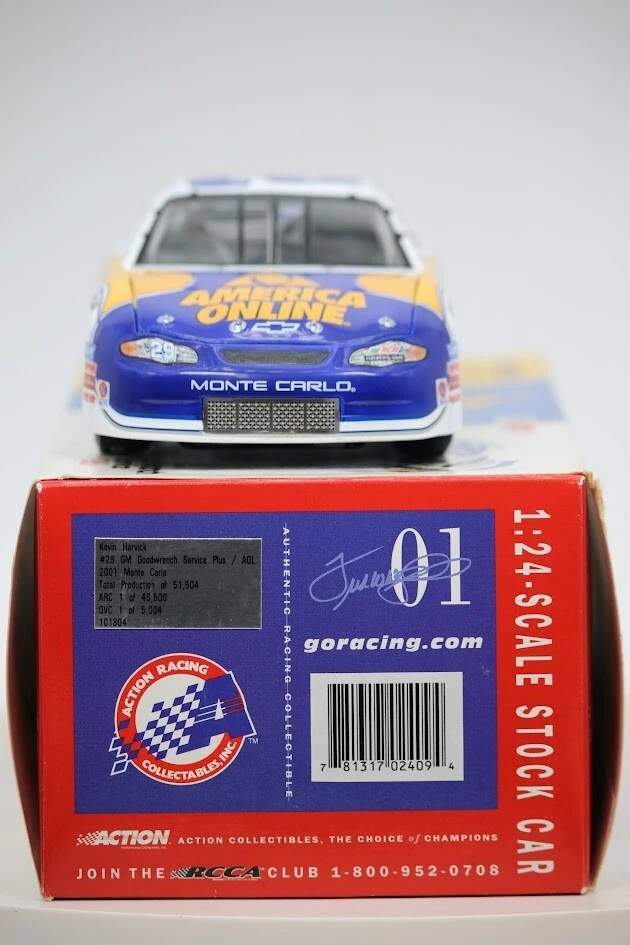 AMERICA
ONLINE
29
MONTE CARLO
Kevin Harvick
#29 GM Goodwrench Service Plus / AOL
2001 Monte Carlo
Total Production of 51,504
ARC 1 of 46,500
QVC 1 of 5,004
101804
ACTION RACING
COLLECTABLES, INC.
TM
AUTHENTIC RACING COLLECTIBLE
01
goracing.com
7 81317 02409 4
1:24-SCALE STOCK CAR
ACTION ACTION COLLECTABLES, THE CHOICE of CHAMPIONS
JOIN THE RCCA CLUB 1-800-952-0708